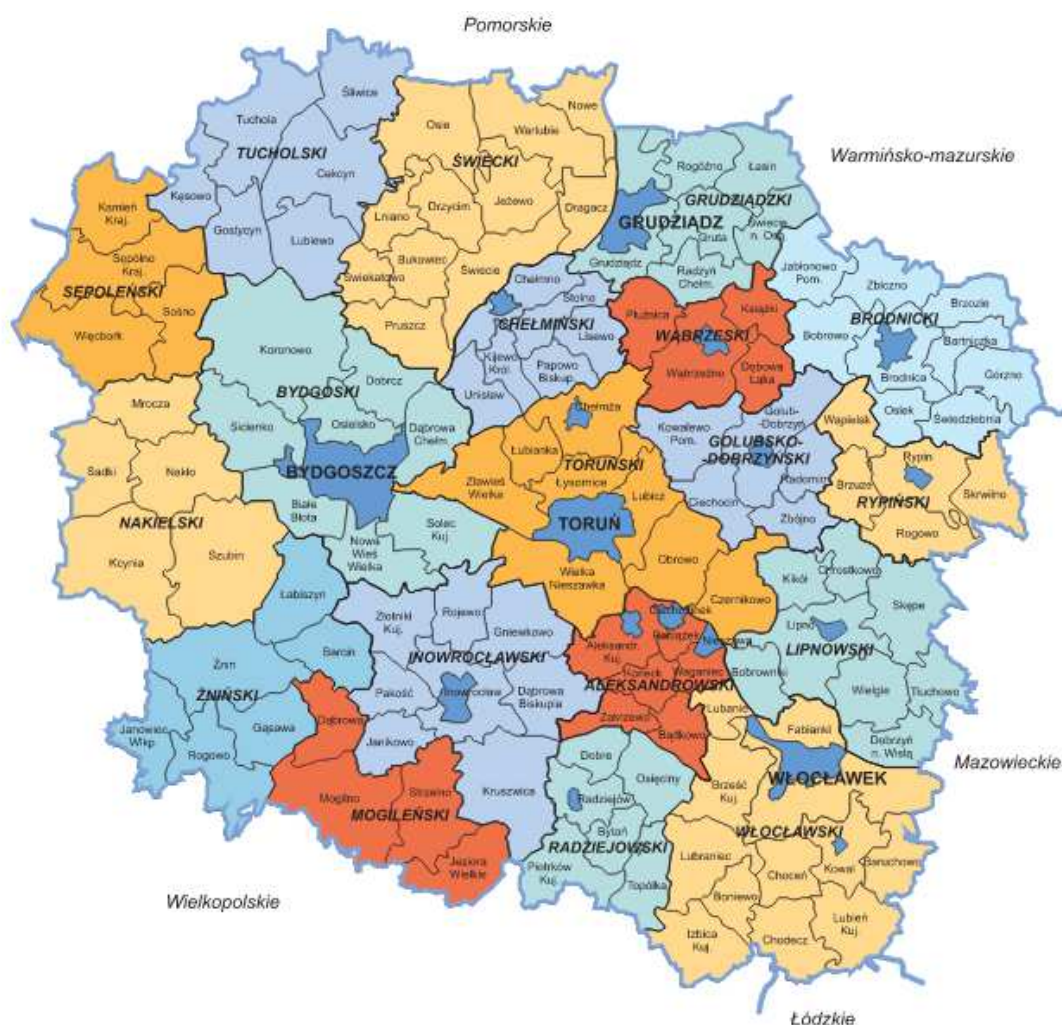 Pomorskie
Śliwice
Nowe
Tuchola
Osie
Warlubie
TUCHOLSKI
ŚWIECKI
Rogóźno
Łasin
Warmińsko-mazurskie
Cekcyn
Kęsowo
Drzycim
Jeżewo
GRUDZIĄDZKI
Kamień
Kraj.
Lniano
Dragacz
GRUDZIĄDZ
Gostycyn
Lubiewo
Świecie
n. Os.
Gruta
Bukowiec
Sępólno
Kraj.
Świekatowo
Świecie
Grudziądz
Radzyń
Chełm.
Jabłonowo
Pom.
Chełmno
Zbiczno
SĘPOLEŃSKI
Sośno
Stolno
Płużnica
Książki
Brzozie
Pruszcz
CHEŁMIŃSKI
WĄBRZESKI
BRODNICKI
Więcbork
Lisewo
Bobrowo
Bartniczka
Koronowo
Kijewo
Król.
Papowo
Biskup.
Wąbrzeźno
Dębowa
Łąka
Brodnica
Górzno
Dobrcz
BYDGOSKI
Unisław
Mrocza
Chełmża
Golub-
Dobrzyń
Wąpielsk
Osiek
Świedziebnia
Sicienko
Osielsko
Dąbrowa
Chełm.
Kowalewo
Pom.
GOLUBSKO-
-DOBRZYŃSKI
Łubianka
TORUŃSKI
Rypin
Sadki
Nakło
BYDGOSZCZ
Łysomice
Radomin
Zławieś
Wielka
Lubicz
Ciechocin
Brzuze
RYPIŃSKI
Skrwilno
Białe
Błota
Zbójno
NAKIELSKI
Solec
Kuj.
TORUŃ
Rogowo
Szubin
Nowa
Wieś
Wielka
Kcynia
Wielka
Nieszawka
Obrowo
Chrostkowo
Kikół
Łabiszyn
Czernikowo
Skępe
Złotniki
Kuj.
Rojewo
Ciechocinek
Lipno
Gniewkowo
Raciążek
Nieszawa
Aleksandr.
Kuj.
LIPNOWSKI
Barcin
Żnin
INOWROCŁAWSKI
Koneck
Waganiec
Bobrowniki
ŻNIŃSKI
ALEKSANDROWSKI
Wielgie
Tłuchowo
Pakość
Inowrocław
Dąbrowa
Biskupia
Lubanie
Janowiec
Wlkp.
Gąsawa
Dąbrowa
Zakrzewo
Fabianki
Rogowo
Janikowo
Bądkowo
Dobrzyń
n. Wisłą
Dobre
Mazowieckie
Osięciny
WŁOCŁAWEK
Strzelno
Kruszwica
Brześć
Kuj.
Mogilno
Radziejów
MOGILEŃSKI
Bytoń
WŁOCŁAWSKI
RADZIEJOWSKI
Jeziora
Wielkie
Lubraniec
Kowal
Baruchowo
Piotrków
Kuj.
Choceń
Topólka
Boniewo
Wielkopolskie
Lubień
Kuj.
Izbica
Kuj.
Chodecz
Łódzkie